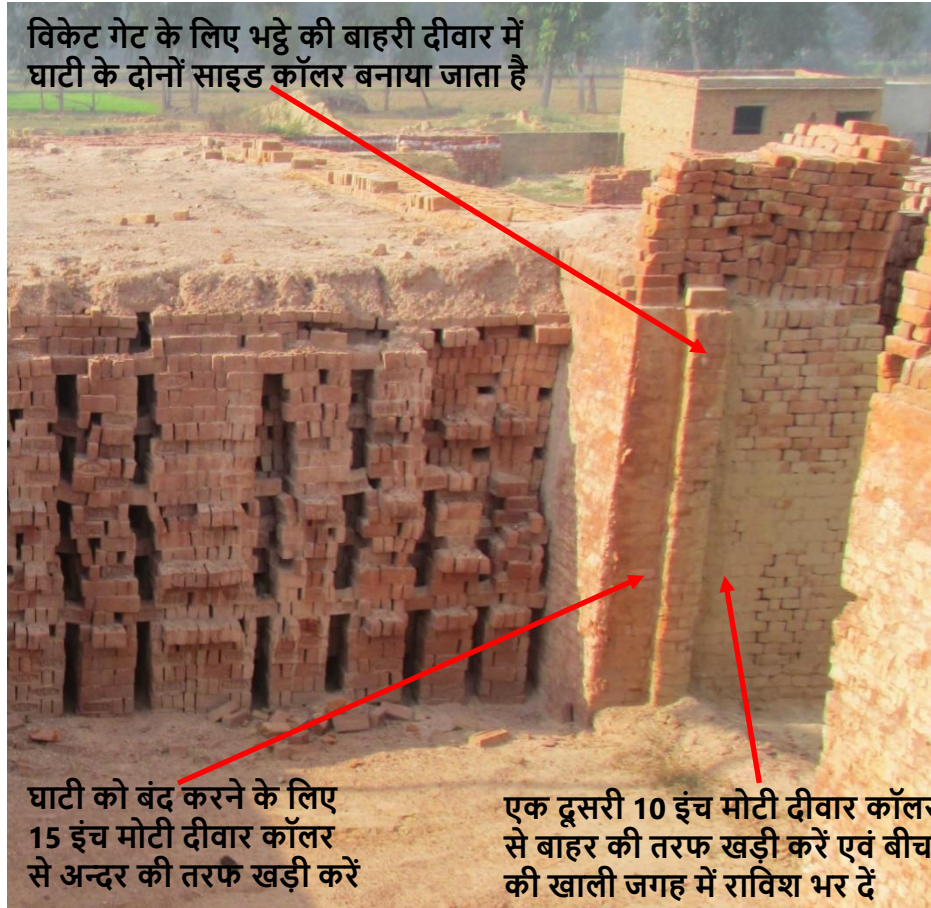 विकेट गेट के लिए भट्ठे की बाहरी दीवार में
घाटी के दोनों साइड कॉलर बनाया जाता है
घाटी को बंद करने के लिए
15 इंच मोटी दीवार कॉलर
से अन्दर की तरफ खड़ी करें
एक दूसरी 10 इंच मोटी दीवार कॉलर
से बाहर की तरफ खड़ी करें एवं बीच
की खाली जगह में राविश भर दें